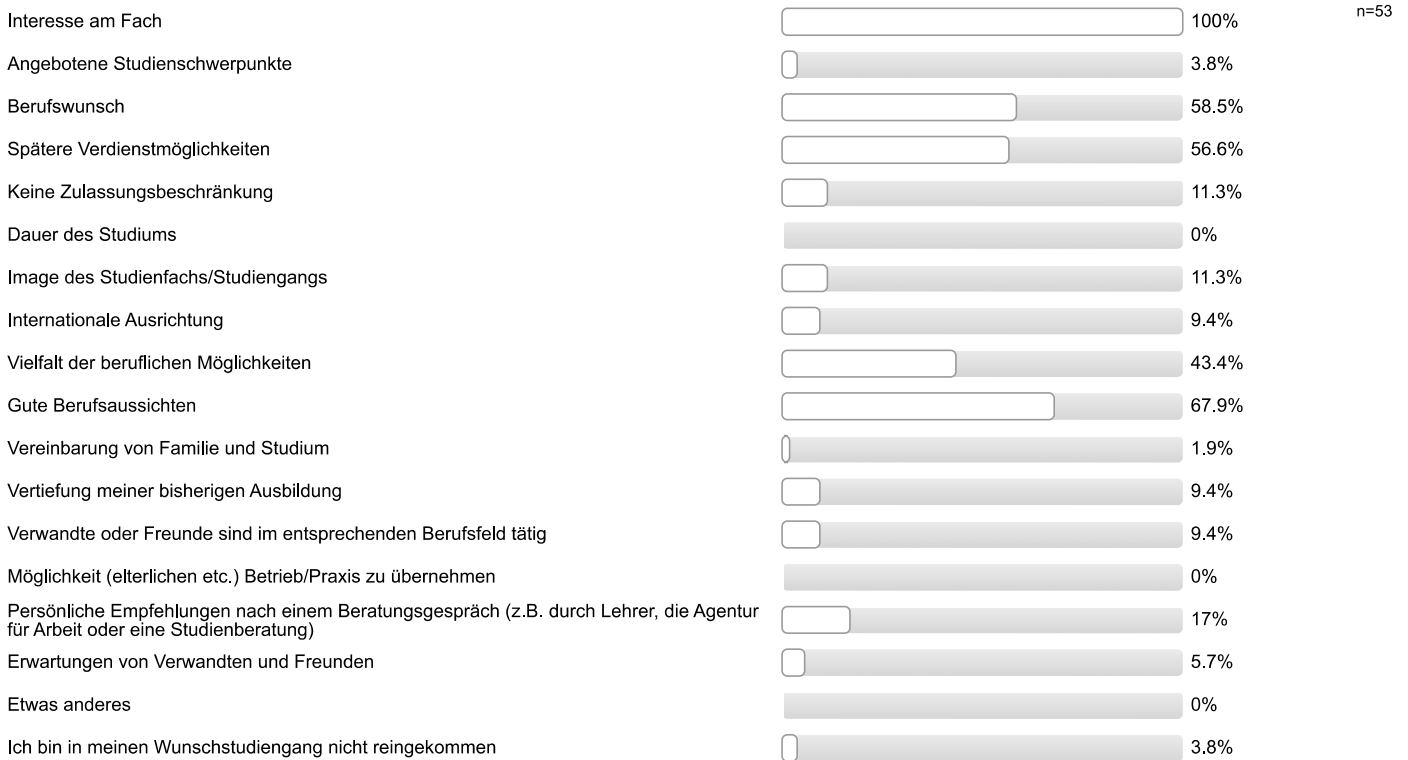 Interesse am Fach 100% n=53
Angebotene Studienschwerpunkte 3.8%
Berufswunsch 58.5%
Spätere Verdienstmöglichkeiten 56.6%
Keine Zulassungsbeschränkung 11.3%
Dauer des Studiums 0%
Image des Studienfachs/Studiengangs 11.3%
Internationale Ausrichtung 9.4%
Vielfalt der beruflichen Möglichkeiten 43.4%
Gute Berufsaussichten 67.9%
Vereinbarung von Familie und Studium 1.9%
Vertiefung meiner bisherigen Ausbildung 9.4%
Verwandte oder Freunde sind im entsprechenden Berufsfeld tätig 9.4%
Möglichkeit (elterlichen etc.) Betrieb/Praxis zu übernehmen 0%
Persönliche Empfehlungen nach einem Beratungsgespräch (z.B. durch Lehrer, die Agentur
für Arbeit oder eine Studienberatung) 17%
Erwartungen von Verwandten und Freunden 5.7%
Etwas anderes 0%
Ich bin in meinen Wunschstudiengang nicht reingekommen 3.8%